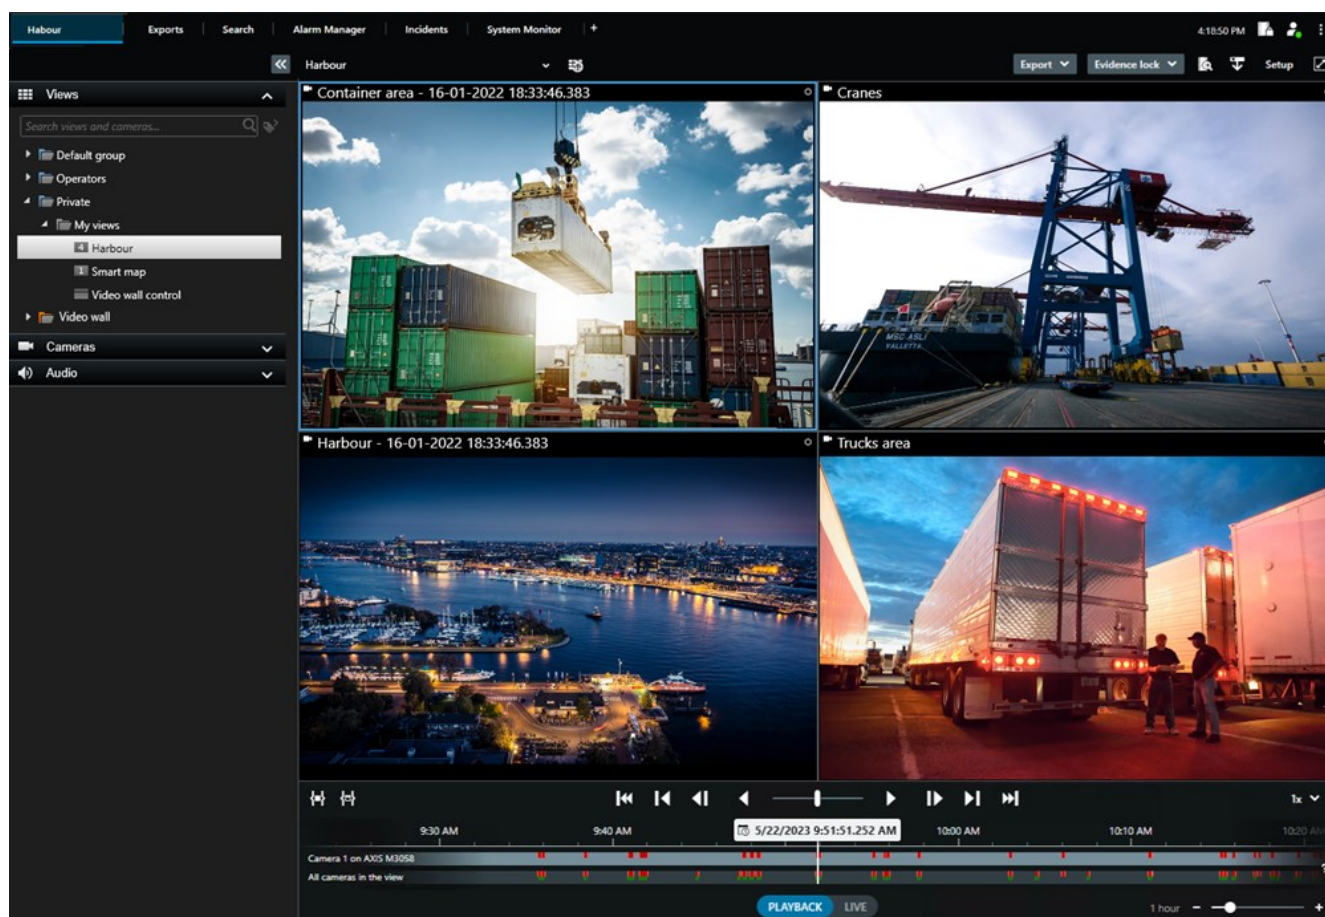 Habour Exports Search Alarm Manager Incidents System Monitor + 4:18:50 PM
Harbour Export Evidence lock Setup
Views
Search views and cameras...
Default group
Operators
Private
My views
4 Harbour
1 Smart map
Video wall control
Video wall
Cameras
Audio
Container area - 16-01-2022 18:33:46.383
Cranes
MSC ASLI
VALLETTA
Harbour - 16-01-2022 18:33:46.383
Trucks area
1x
9:30 AM 9:40 AM 5/22/2023 9:51:51.252 AM 10:00 AM 10:10 AM 10:20 AM
Camera 1 on AXIS M3058
All cameras in the view
PLAYBACK LIVE 1 hour - +